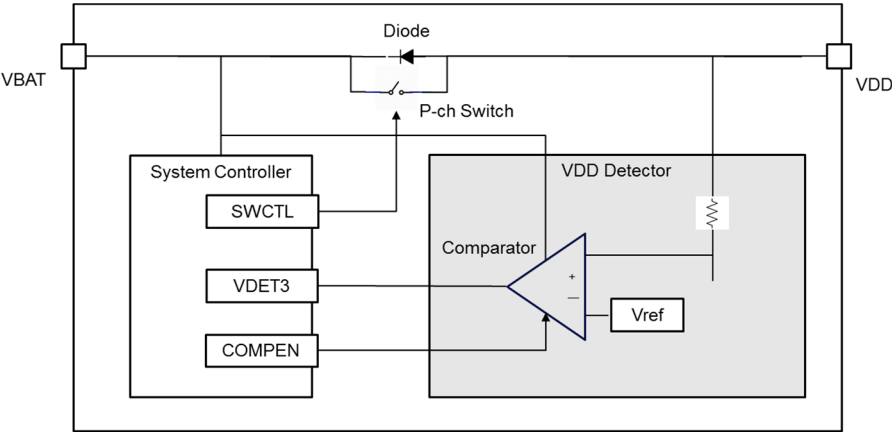 Diode
VBAT
VDD
P-ch Switch
System Controller
VDD Detector
SWCTL
Comparator
VDET3
+
—
Vref
COMPEN